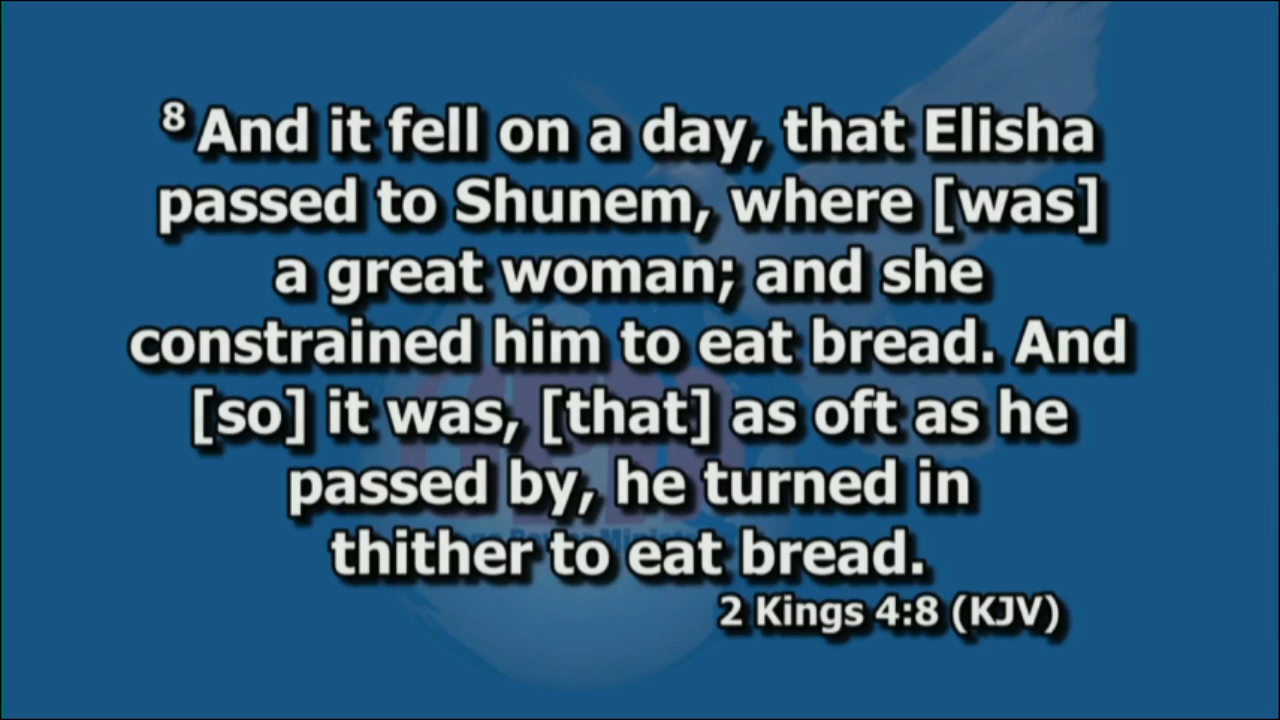 8 And it fell on a day, that Elisha
passed to Shunem, where [was]
a great woman; and she
constrained him to eat bread. And
[so] it was, [that] as oft as he
passed by, he turned in
thither to eat bread.
2 Kings 4:8 (KJV)